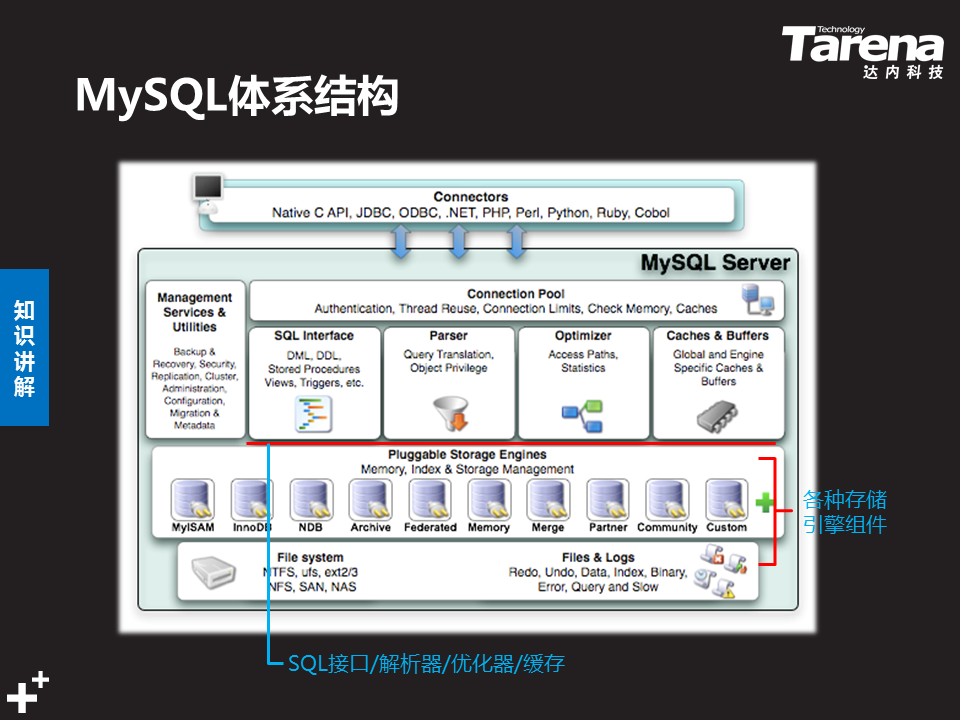 Technology
Tarena
达内科技
MySQL体系结构
知识讲解
Connectors
Native C API, JDBC, ODBC, .NET, PHP, Perl, Python, Ruby, Cobol
MySQL Server
Connection Pool
Authentication, Thread Reuse, Connection Limits, Check Memory, Caches
Management
Services &
Utilities
Backup &
Recovery, Security,
Replication, Cluster,
Administration,
Configuration,
Migration &
Metadata
SQL Interface
DML, DDL,
Stored Procedures
Views, Triggers, etc.
Parser
Query Translation,
Object Privilege
Optimizer
Access Paths,
Statistics
Caches & Buffers
Global and Engine
Specific Caches &
Buffers
Pluggable Storage Engines
Memory, Index & Storage Management
MyISAM InnoDB NDB Archive Federated Memory Merge Partner Community Custom
各种存储
引擎组件
File system
NTFS, ufs, ext2/3
NFS, SAN, NAS
Files & Logs
Redo, Undo, Data, Index, Binary,
Error, Query and Slow
SQL接口/解析器/优化器/缓存